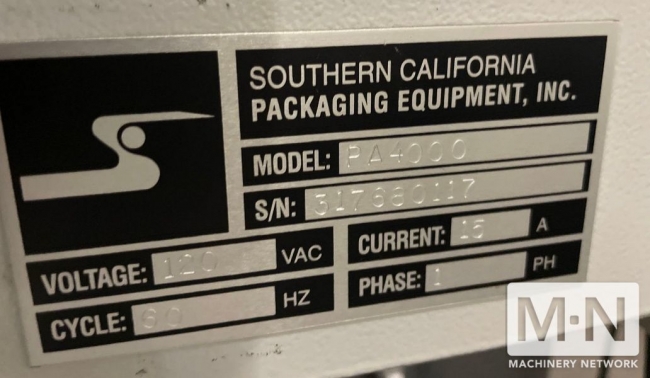 SOUTHERN CALIFORNIA
PACKAGING EQUIPMENT, INC.
MODEL: PA4000
S/N: 317680117
VOLTAGE: 120 VAC
CURRENT: 15 A
CYCLE: 60 HZ
PHASE: 1 PH
M·N
MACHINERY NETWORK